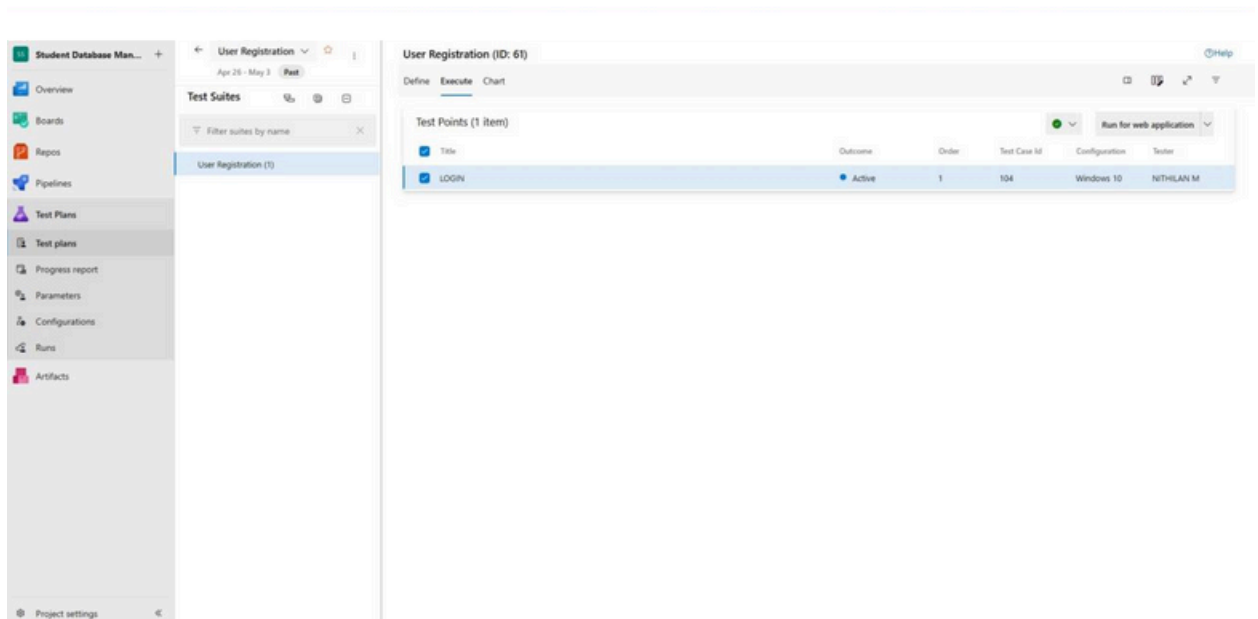 SS Student Database Man... +
Overview
Boards
Repos
Pipelines
Test Plans
Test plans
Progress report
Parameters
Configurations
Runs
Artifacts
Project settings
User Registration
Apr 26 - May 3 Past
Test Suites
Filter suites by name
User Registration (1)
User Registration (ID: 61)
Help
Define Execute Chart
Test Points (1 item)
Run for web application
Title Outcome Order Test Case Id Configuration Tester
LOGIN Active 1 104 Windows 10 NITHILAN M